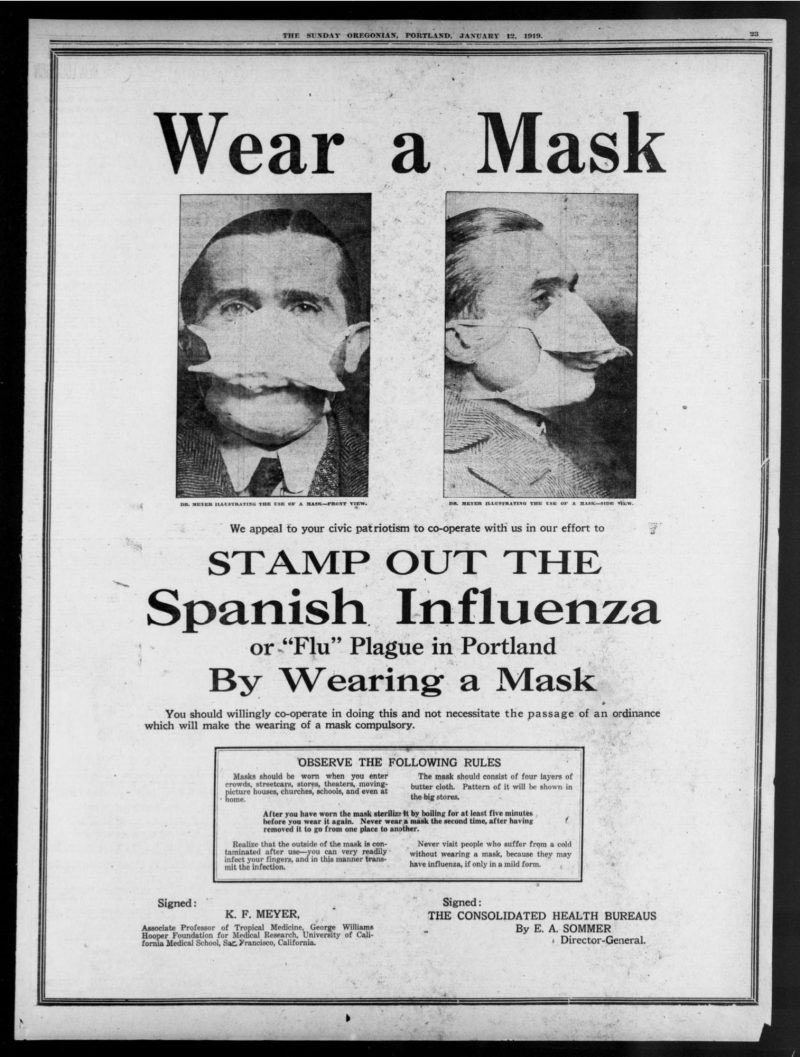 THE SUNDAY OREGONIAN, PORTLAND, JANUARY 12, 1919.
23
Wear a Mask
DR. MEYER ILLUSTRATING THE USE OF A MASK—FRONT VIEW.
DR. MEYER ILLUSTRATING THE USE OF A MASK—SIDE VIEW.
We appeal to your civic patriotism to co-operate with us in our effort to
STAMP OUT THE
Spanish Influenza
or "Flu" Plague in Portland
By Wearing a Mask
You should willingly co-operate in doing this and not necessitate the passage of an ordinance
which will make the wearing of a mask compulsory.
OBSERVE THE FOLLOWING RULES
Masks should be worn when you enter
crowds, streetcars, stores, theaters, moving-
picture houses, churches, schools, and even at
home.
The mask should consist of four layers of
butter cloth. Pattern of it will be shown in
the big stores.
After you have worn the mask sterilize it by boiling for at least five minutes
before you wear it again. Never wear a mask the second time, after having
removed it to go from one place to another.
Realize that the outside of the mask is con-
taminated after use—you can very readily
infect your fingers, and in this manner trans-
mit the infection.
Never visit people who suffer from a cold
without wearing a mask, because they may
have influenza, if only in a mild form.
Signed:
K. F. MEYER,
Associate Professor of Tropical Medicine, George Williams
Hooper Foundation for Medical Research, University of Cali-
fornia Medical School, San Francisco, California.
Signed:
THE CONSOLIDATED HEALTH BUREAUS
By E. A. SOMMER
Director-General.